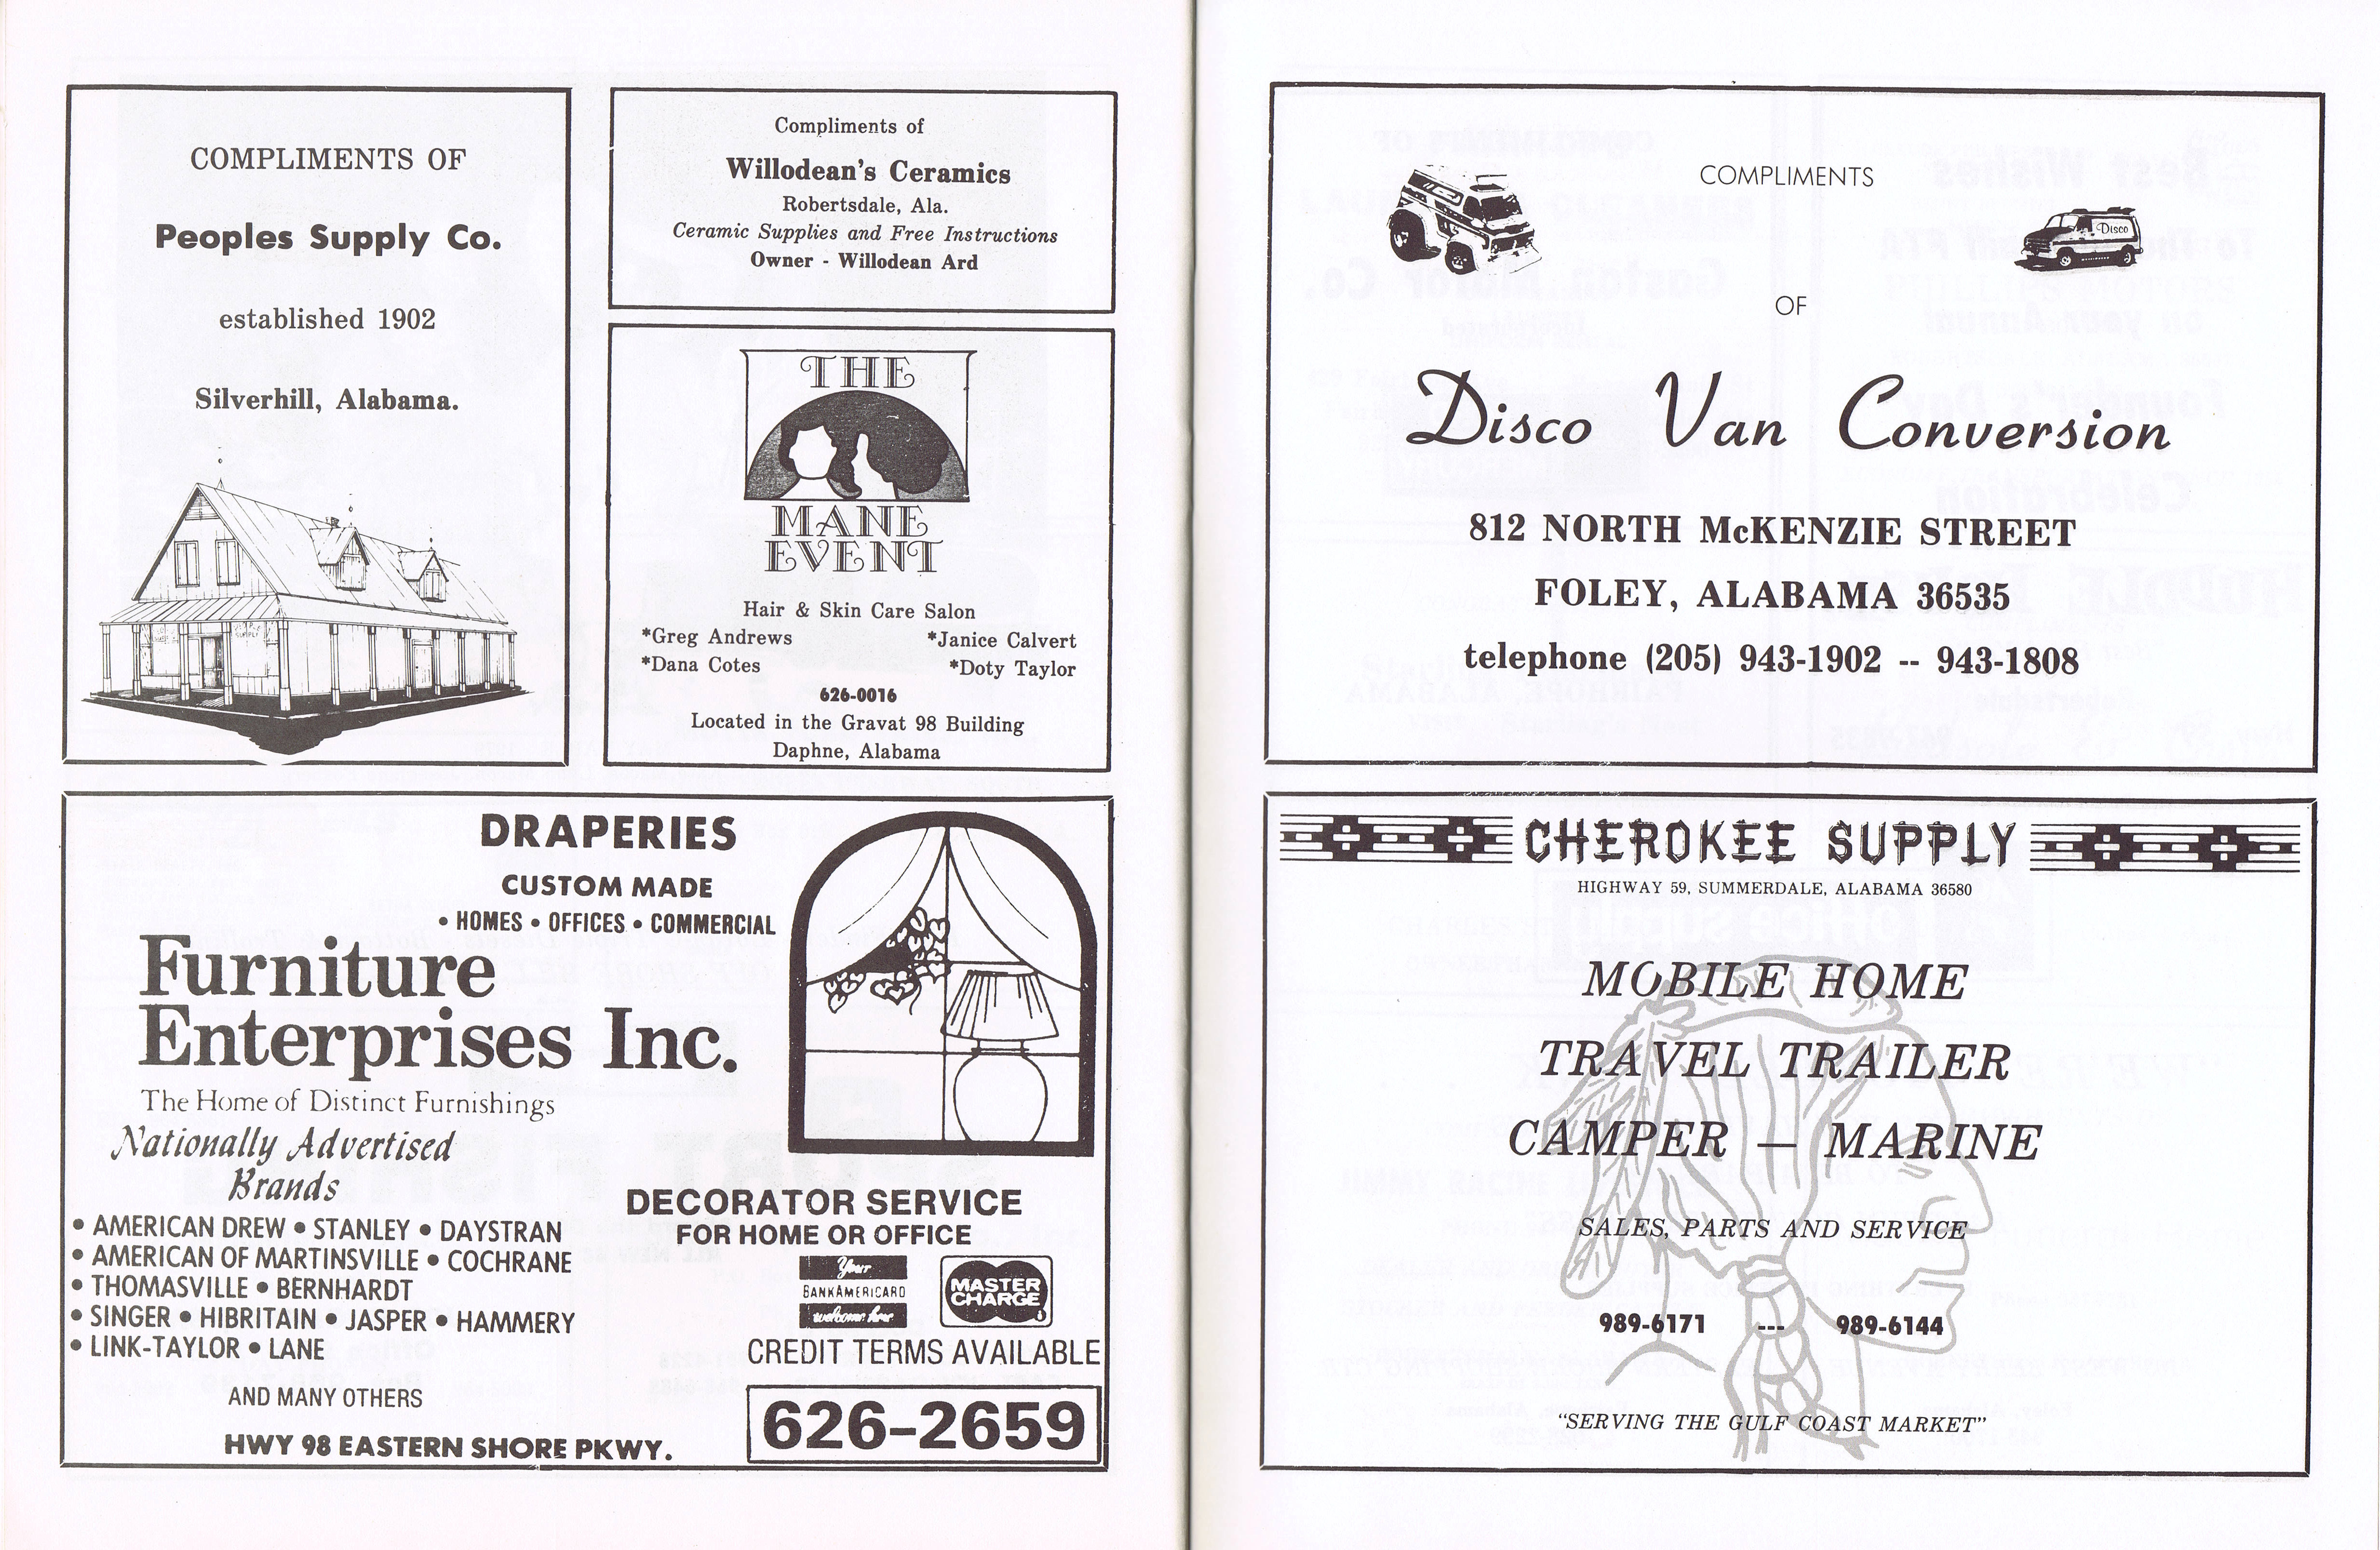 COMPLIMENTS OF
Peoples Supply Co.
established 1902
Silverhill, Alabama.
Compliments of
Willodean's Ceramics
Robertsdale, Ala.
Ceramic Supplies and Free Instructions
Owner - Willodean Ard
THE
MANE
EVENT
Hair & Skin Care Salon
*Greg Andrews *Janice Calvert
*Dana Cotes *Doty Taylor
626-0016
Located in the Gravat 98 Building
Daphne, Alabama
DRAPERIES
CUSTOM MADE
• HOMES • OFFICES • COMMERCIAL
Furniture
Enterprises Inc.
The Home of Distinct Furnishings
Nationally Advertised
Brands
• AMERICAN DREW • STANLEY • DAYSTRAN
• AMERICAN OF MARTINSVILLE • COCHRANE
• THOMASVILLE • BERNHARDT
• SINGER • HIBRITAIN • JASPER • HAMMERY
• LINK-TAYLOR • LANE
AND MANY OTHERS
HWY 98 EASTERN SHORE PKWY.
DECORATOR SERVICE
FOR HOME OR OFFICE
Your
BANKAMERICARD
welcome here
MASTER
CHARGE
CREDIT TERMS AVAILABLE
626-2659
COMPLIMENTS
Disco
OF
Disco Van Conversion
812 NORTH McKENZIE STREET
FOLEY, ALABAMA 36535
telephone (205) 943-1902 -- 943-1808
CHEROKEE SUPPLY
HIGHWAY 59, SUMMERDALE, ALABAMA 36580
MOBILE HOME
TRAVEL TRAILER
CAMPER — MARINE
SALES, PARTS AND SERVICE
989-6171 --- 989-6144
"SERVING THE GULF COAST MARKET"